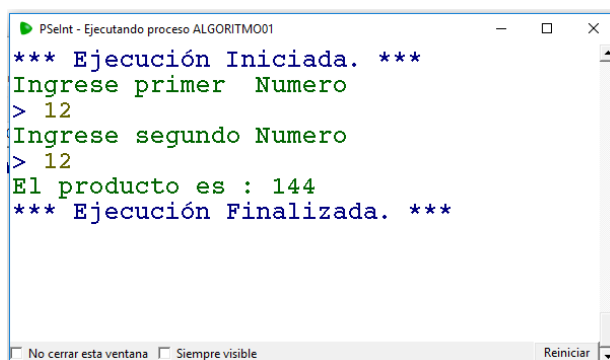 PSeInt - Ejecutando proceso ALGORITMO01
*** Ejecución Iniciada. ***
Ingrese primer  Numero
> 12
Ingrese segundo Numero
> 12
El producto es : 144
*** Ejecución Finalizada. ***
No cerrar esta ventana Siempre visible Reiniciar